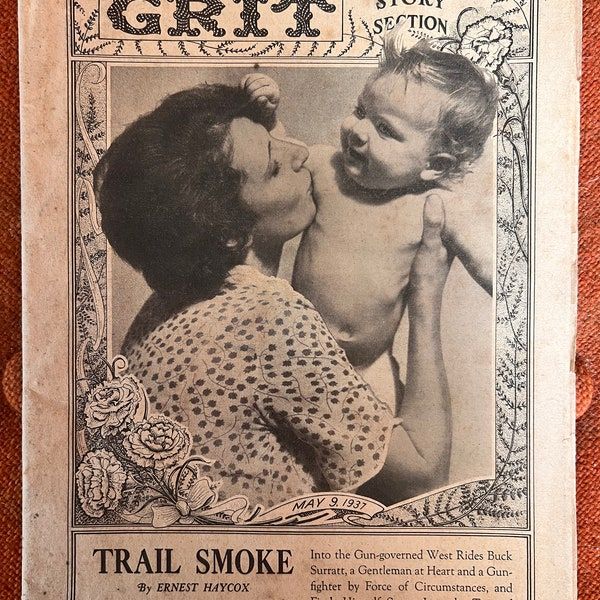 GRIT
STORY
SECTION
MAY 9, 1937
TRAIL SMOKE
By ERNEST HAYCOX
Into the Gun-governed West Rides Buck
Surratt, a Gentleman at Heart and a Gun-
fighter by Force of Circumstances, and